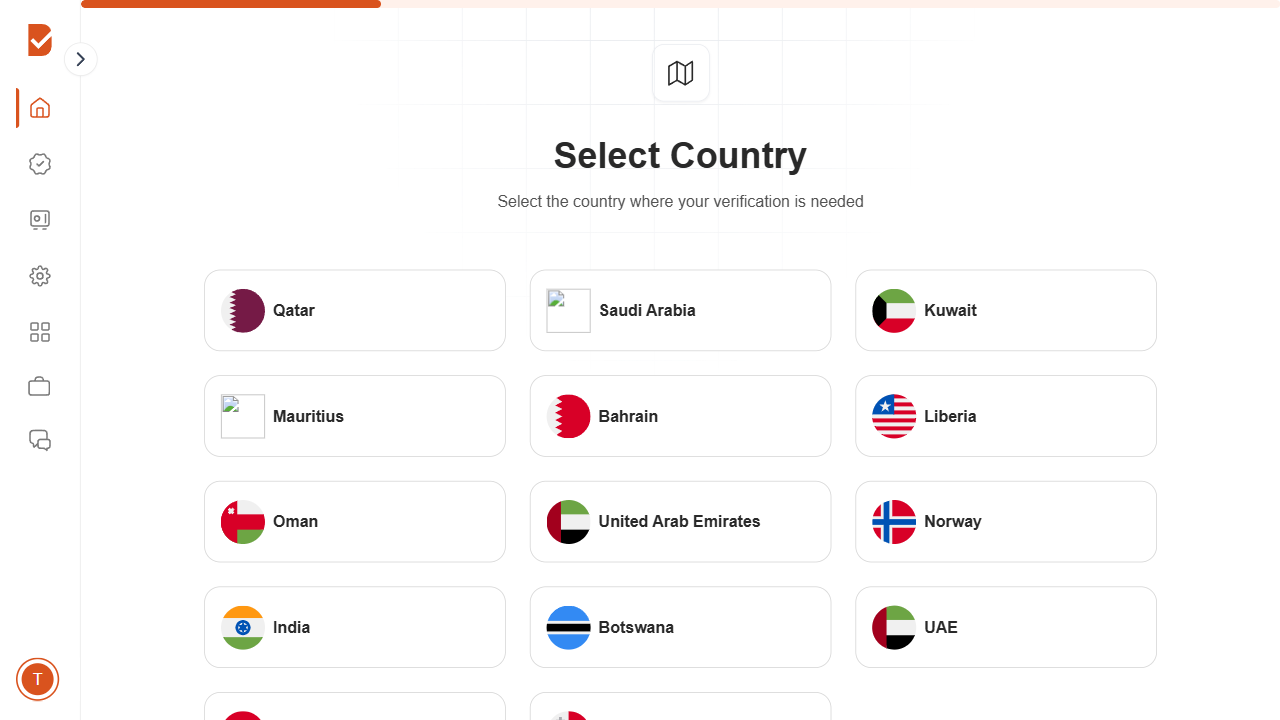 Select Country
Select the country where your verification is needed
Qatar
Saudi Arabia
Kuwait
Mauritius
Bahrain
Liberia
Oman
United Arab Emirates
Norway
India
Botswana
UAE
T